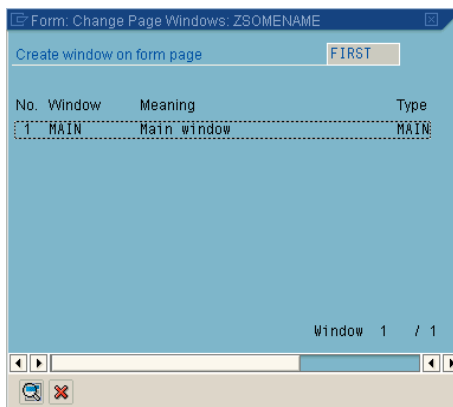 Form: Change Page Windows: ZSOMENAME
Create window on form page FIRST
No. Window Meaning Type
1 MAIN Main window MAIN
Window 1 / 1